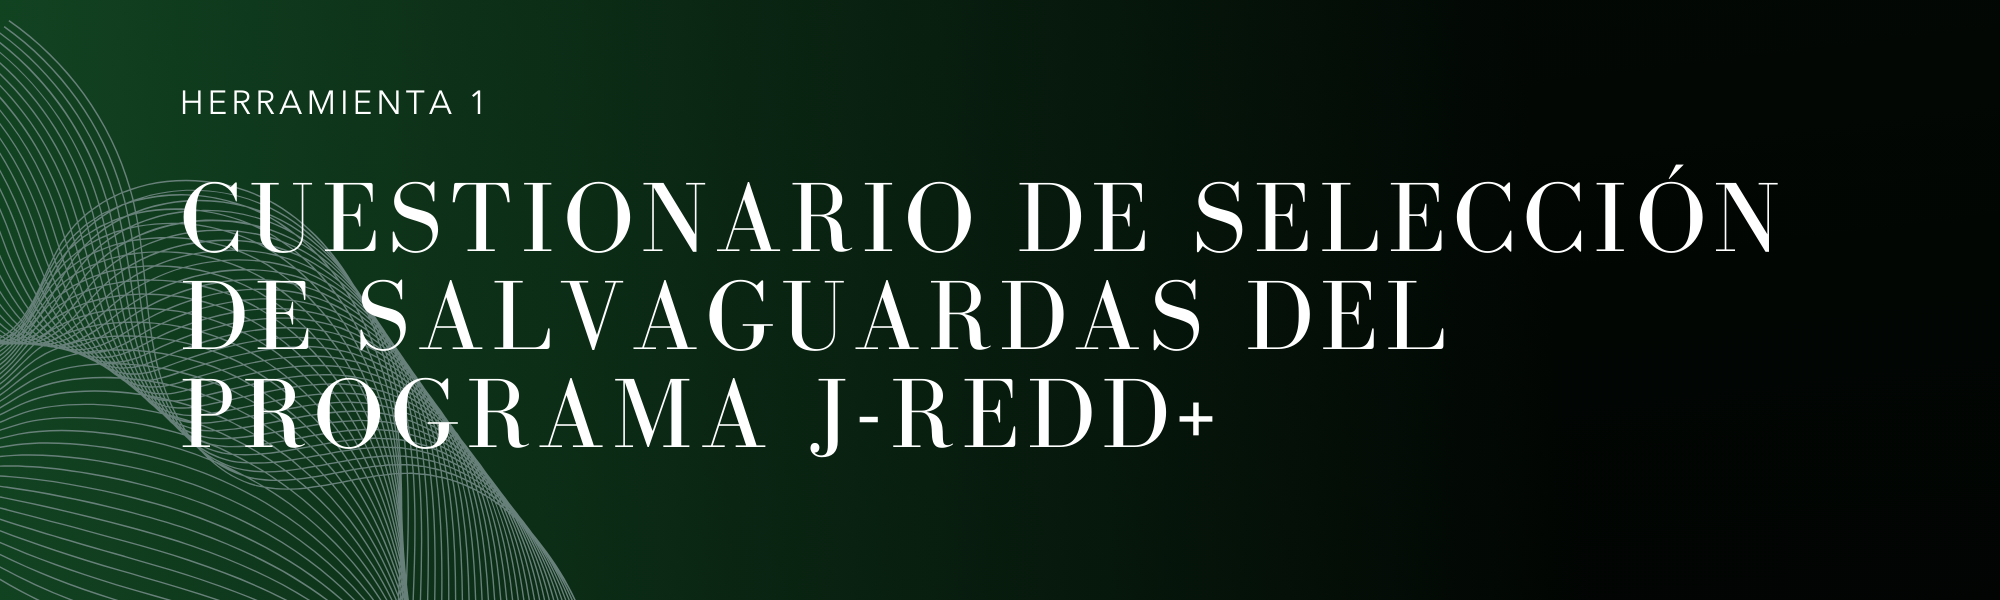 HERRAMIENTA 1
CUESTIONARIO DE SELECCIÓN
DE SALVAGUARDAS DEL
PROGRAMA J-REDD+